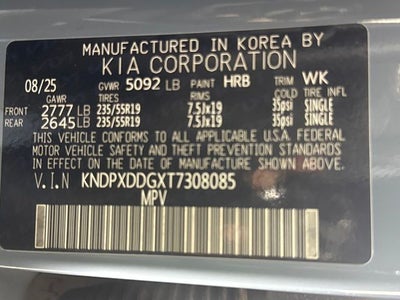 MANUFACTURED IN KOREA BY
KIA CORPORATION
08/25 GVWR 5092 LB PAINT HRB TRIM WK
GAWR TIRES RIMS COLD TIRE INFL
FRONT 2777 LB 235/55R19 7.5Jx19 35psi SINGLE
REAR 2645 LB 235/55R19 7.5Jx19 35psi SINGLE
THIS VEHICLE CONFORMS TO ALL APPLICABLE U.S.A. FEDERAL
MOTOR VEHICLE SAFETY AND THEFT PREVENTION STANDARDS
IN EFFECT ON THE DATE OF MANUFACTURE SHOWN ABOVE.
V.I.N KNDPXDDGXT7308085
MPV